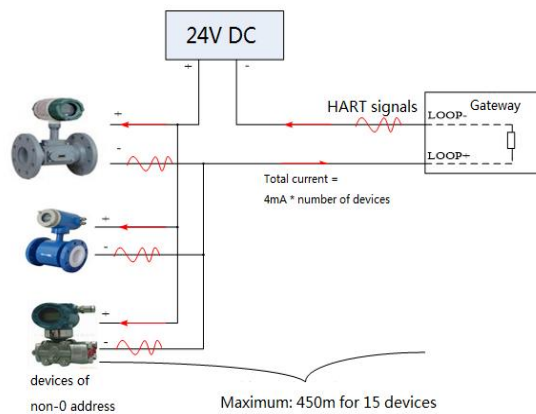 24V DC
+
-
HART signals
Gateway
LOOP-
LOOP+
+
-
Total current =
4mA * number of devices
+
-
+
-
devices of
non-0 address
Maximum: 450m for 15 devices